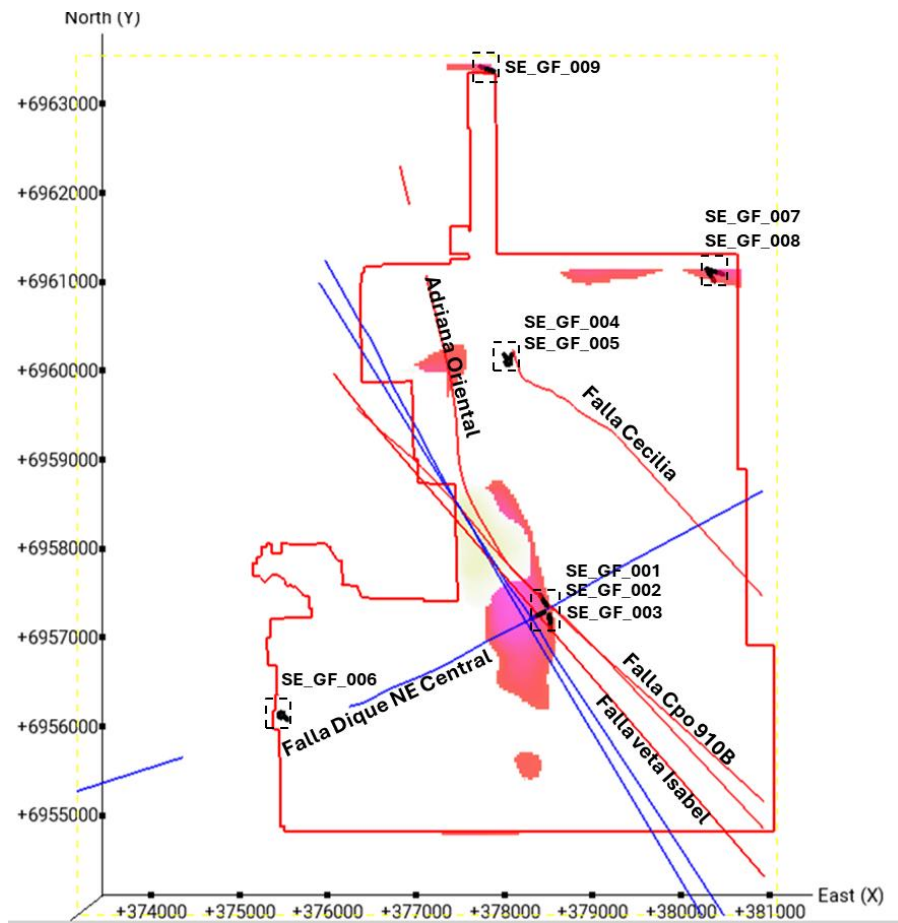 North (Y)
SE_GF_009
+6963000
+6962000
SE_GF_007
SE_GF_008
+6961000
Adriana Oriental
SE_GF_004
SE_GF_005
+6960000
Falla Cecilia
+6959000
+6958000
SE_GF_001
SE_GF_002
SE_GF_003
+6957000
SE_GF_006
Falla Dique NE Central
Falla Cpo 910B
Falla veta Isabel
+6956000
+6955000
East (X)
+374000 +375000 +376000 +377000 +378000 +379000 +380000 +381000